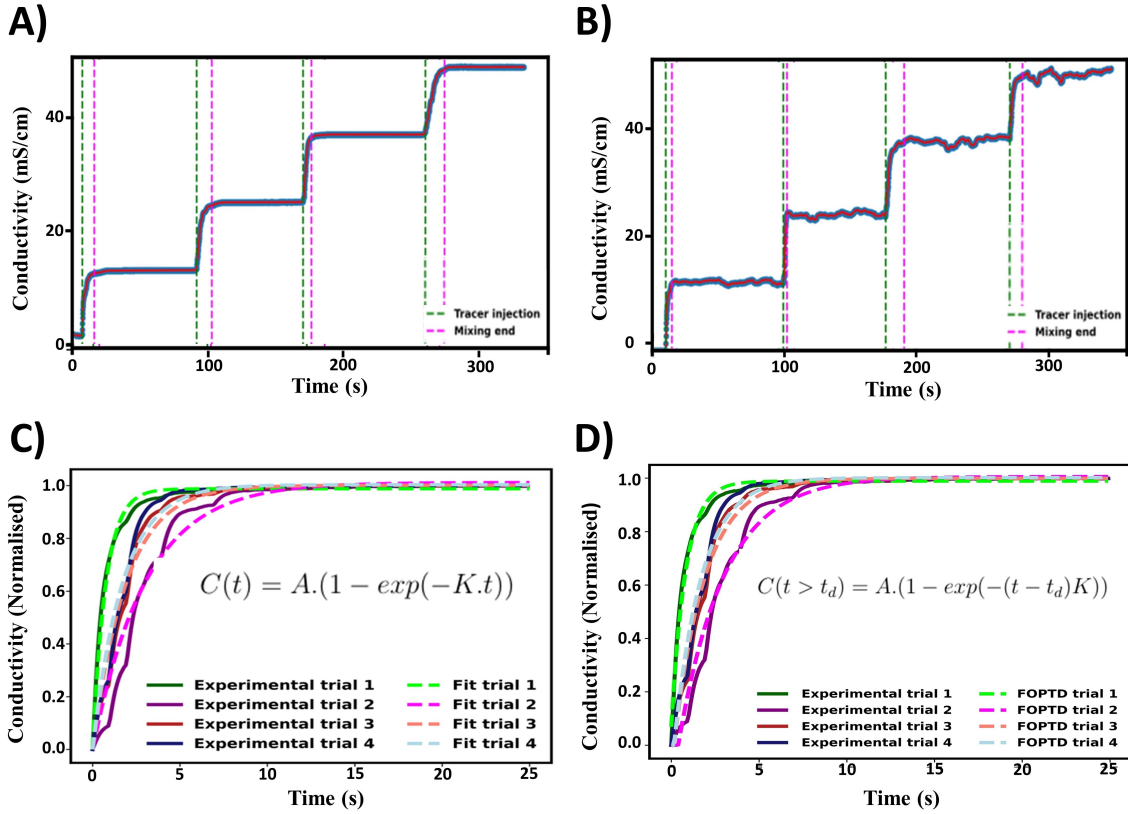 A)
B)
Conductivity (mS/cm)
40
20
0
0
100
200
300
Time (s)
Tracer injection
Mixing end
Conductivity (mS/cm)
40
20
0
0
100
200
300
Time (s)
Tracer injection
Mixing end
C)
D)
Conductivity (Normalised)
1.0
0.8
0.6
0.4
0.2
0.0
C(t) = A.(1 − exp(−K.t))
Experimental trial 1
Experimental trial 2
Experimental trial 3
Experimental trial 4
Fit trial 1
Fit trial 2
Fit trial 3
Fit trial 4
0
5
10
15
20
25
Time (s)
Conductivity (Normalised)
1.0
0.8
0.6
0.4
0.2
0.0
C(t > t_d) = A.(1 − exp(−(t − t_d)K))
Experimental trial 1
Experimental trial 2
Experimental trial 3
Experimental trial 4
FOPTD trial 1
FOPTD trial 2
FOPTD trial 3
FOPTD trial 4
0
5
10
15
20
25
Time (s)